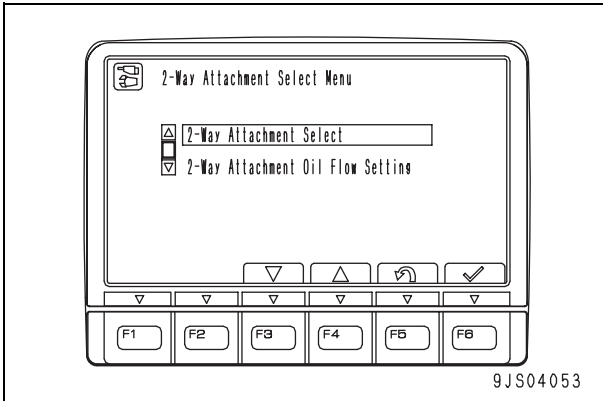 2-Way Attachment Select Menu
2-Way Attachment Select
2-Way Attachment Oil Flow Setting
F1 F2 F3 F4 F5 F6
9JS04053